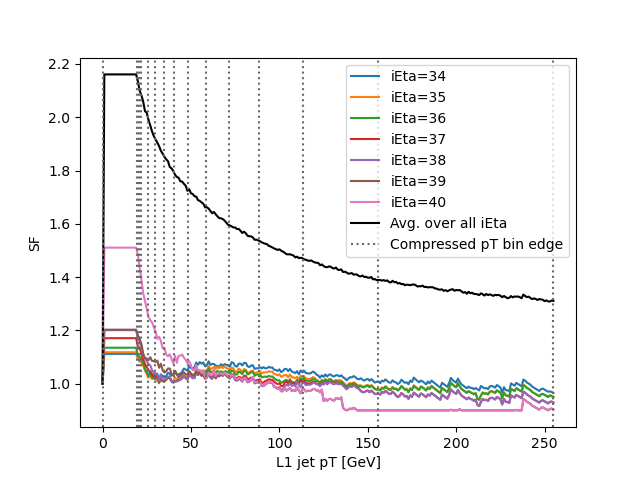 2.2
2.0
1.8
1.6
1.4
1.2
1.0
SF
iEta=34
iEta=35
iEta=36
iEta=37
iEta=38
iEta=39
iEta=40
Avg. over all iEta
Compressed pT bin edge
0 50 100 150 200 250
L1 jet pT [GeV]